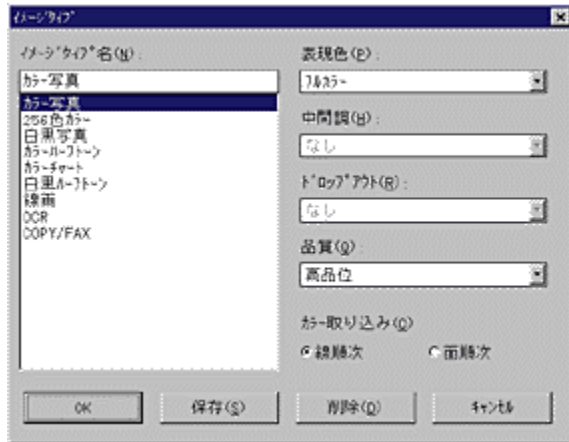 ｲﾒｰｼﾞﾀｲﾌﾟ
ｲﾒｰｼﾞﾀｲﾌﾟ名(N):
ｶﾗｰ写真
ｶﾗｰ写真
256色ｶﾗｰ
白黒写真
ｶﾗｰﾊｰﾌﾄｰﾝ
ｶﾗｰﾁｬｰﾄ
白黒ﾊｰﾌﾄｰﾝ
線画
OCR
COPY/FAX
表現色(P):
ﾌﾙｶﾗｰ
中間調(H):
なし
ﾄﾞﾛｯﾌﾟｱｳﾄ(R):
なし
品質(Q):
高品位
ｶﾗｰ取り込み(O)
線順次 面順次
OK 保存(S) 削除(D) ｷｬﾝｾﾙ